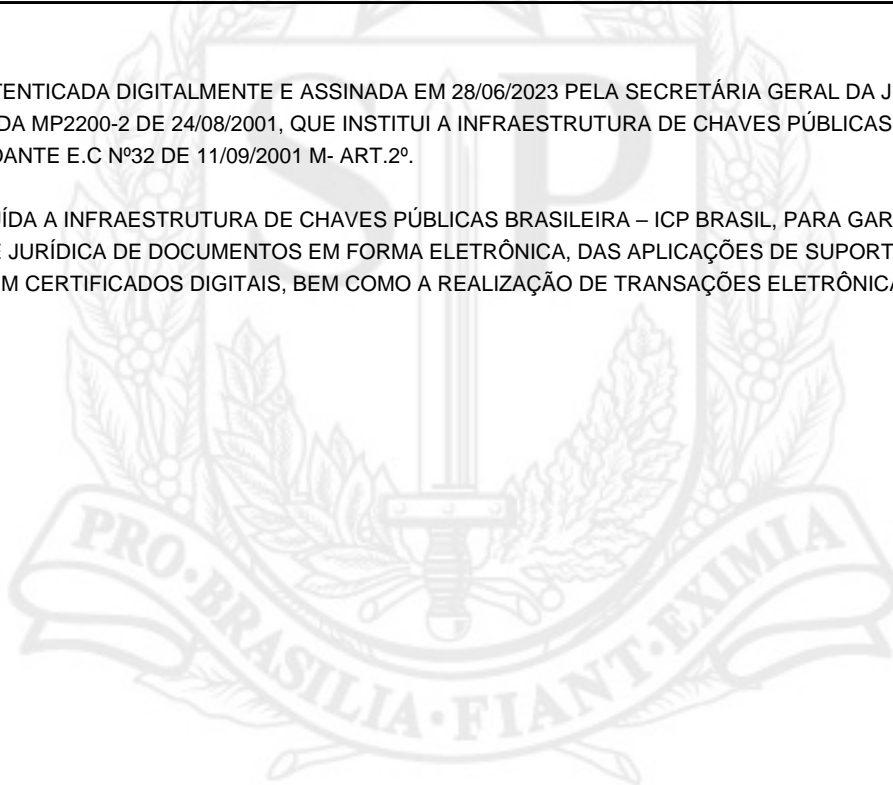 TENTICADA DIGITALMENTE E ASSINADA EM 28/06/2023 PELA SECRETÁRIA GERAL DA J
DA MP2200-2 DE 24/08/2001, QUE INSTITUI A INFRAESTRUTURA DE CHAVES PÚBLICAS
DANTE E.C Nº32 DE 11/09/2001 M- ART.2º.
UÍDA A INFRAESTRUTURA DE CHAVES PÚBLICAS BRASILEIRA – ICP BRASIL, PARA GAR
E JURÍDICA DE DOCUMENTOS EM FORMA ELETRÔNICA, DAS APLICAÇÕES DE SUPORT
EM CERTIFICADOS DIGITAIS, BEM COMO A REALIZAÇÃO DE TRANSAÇÕES ELETRÔNICA
SP
PRO·BRASILIA·FIANT·EXIMIA